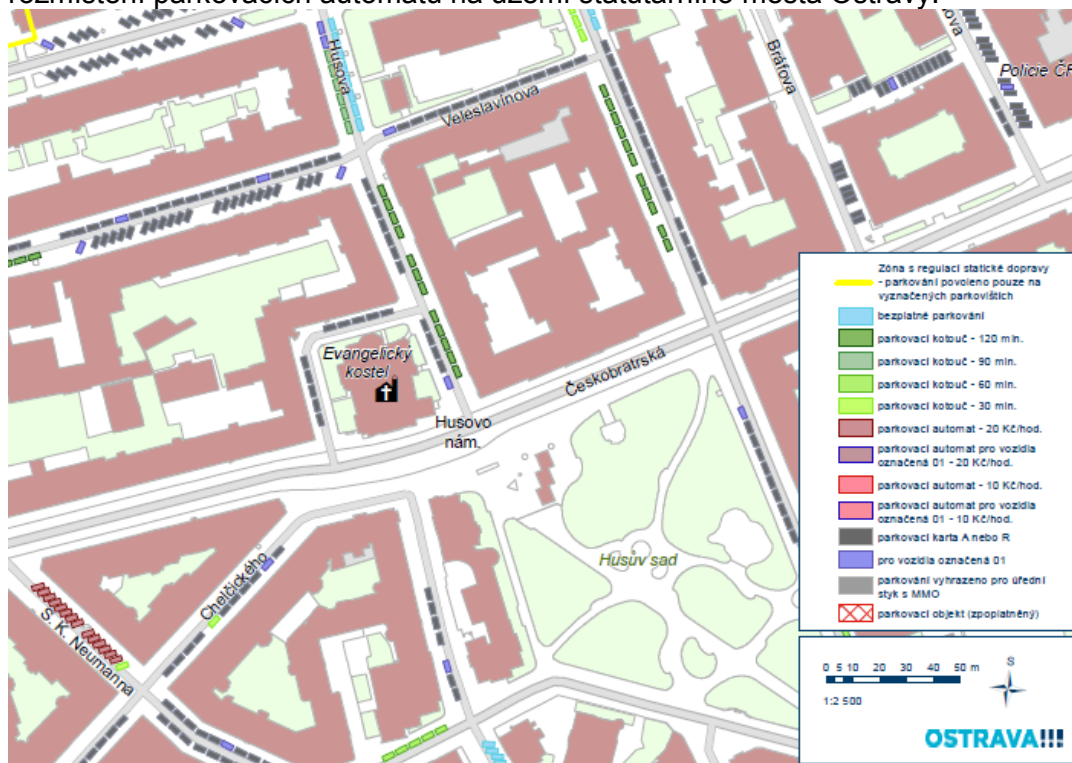 rozmístění parkovacích automatů na území statutárního města Ostravy.
Husova
Veleslavínova
Bráfova
Policie ČR
Evangelický
kostel
Českobratrská
Husovo
nám.
Husův sad
Chelčického
S. K. Neumanna
Zóna s regulací statické dopravy
- parkování povoleno pouze na
vyznačených parkovištích
bezplatné parkování
parkovací kotouč - 120 min.
parkovací kotouč - 90 min.
parkovací kotouč - 60 min.
parkovací kotouč - 30 min.
parkovací automat - 20 Kč/hod.
parkovací automat pro vozidla
označená 01 - 20 Kč/hod.
parkovací automat - 10 Kč/hod.
parkovací automat pro vozidla
označená 01 - 10 Kč/hod.
parkovací karta A nebo R
pro vozidla označená 01
parkování vyhrazeno pro úřední
styk s MMO
parkovací objekt (zpoplatněný)
0 5 10 20 30 40 50 m
S
1:2 500
OSTRAVA!!!